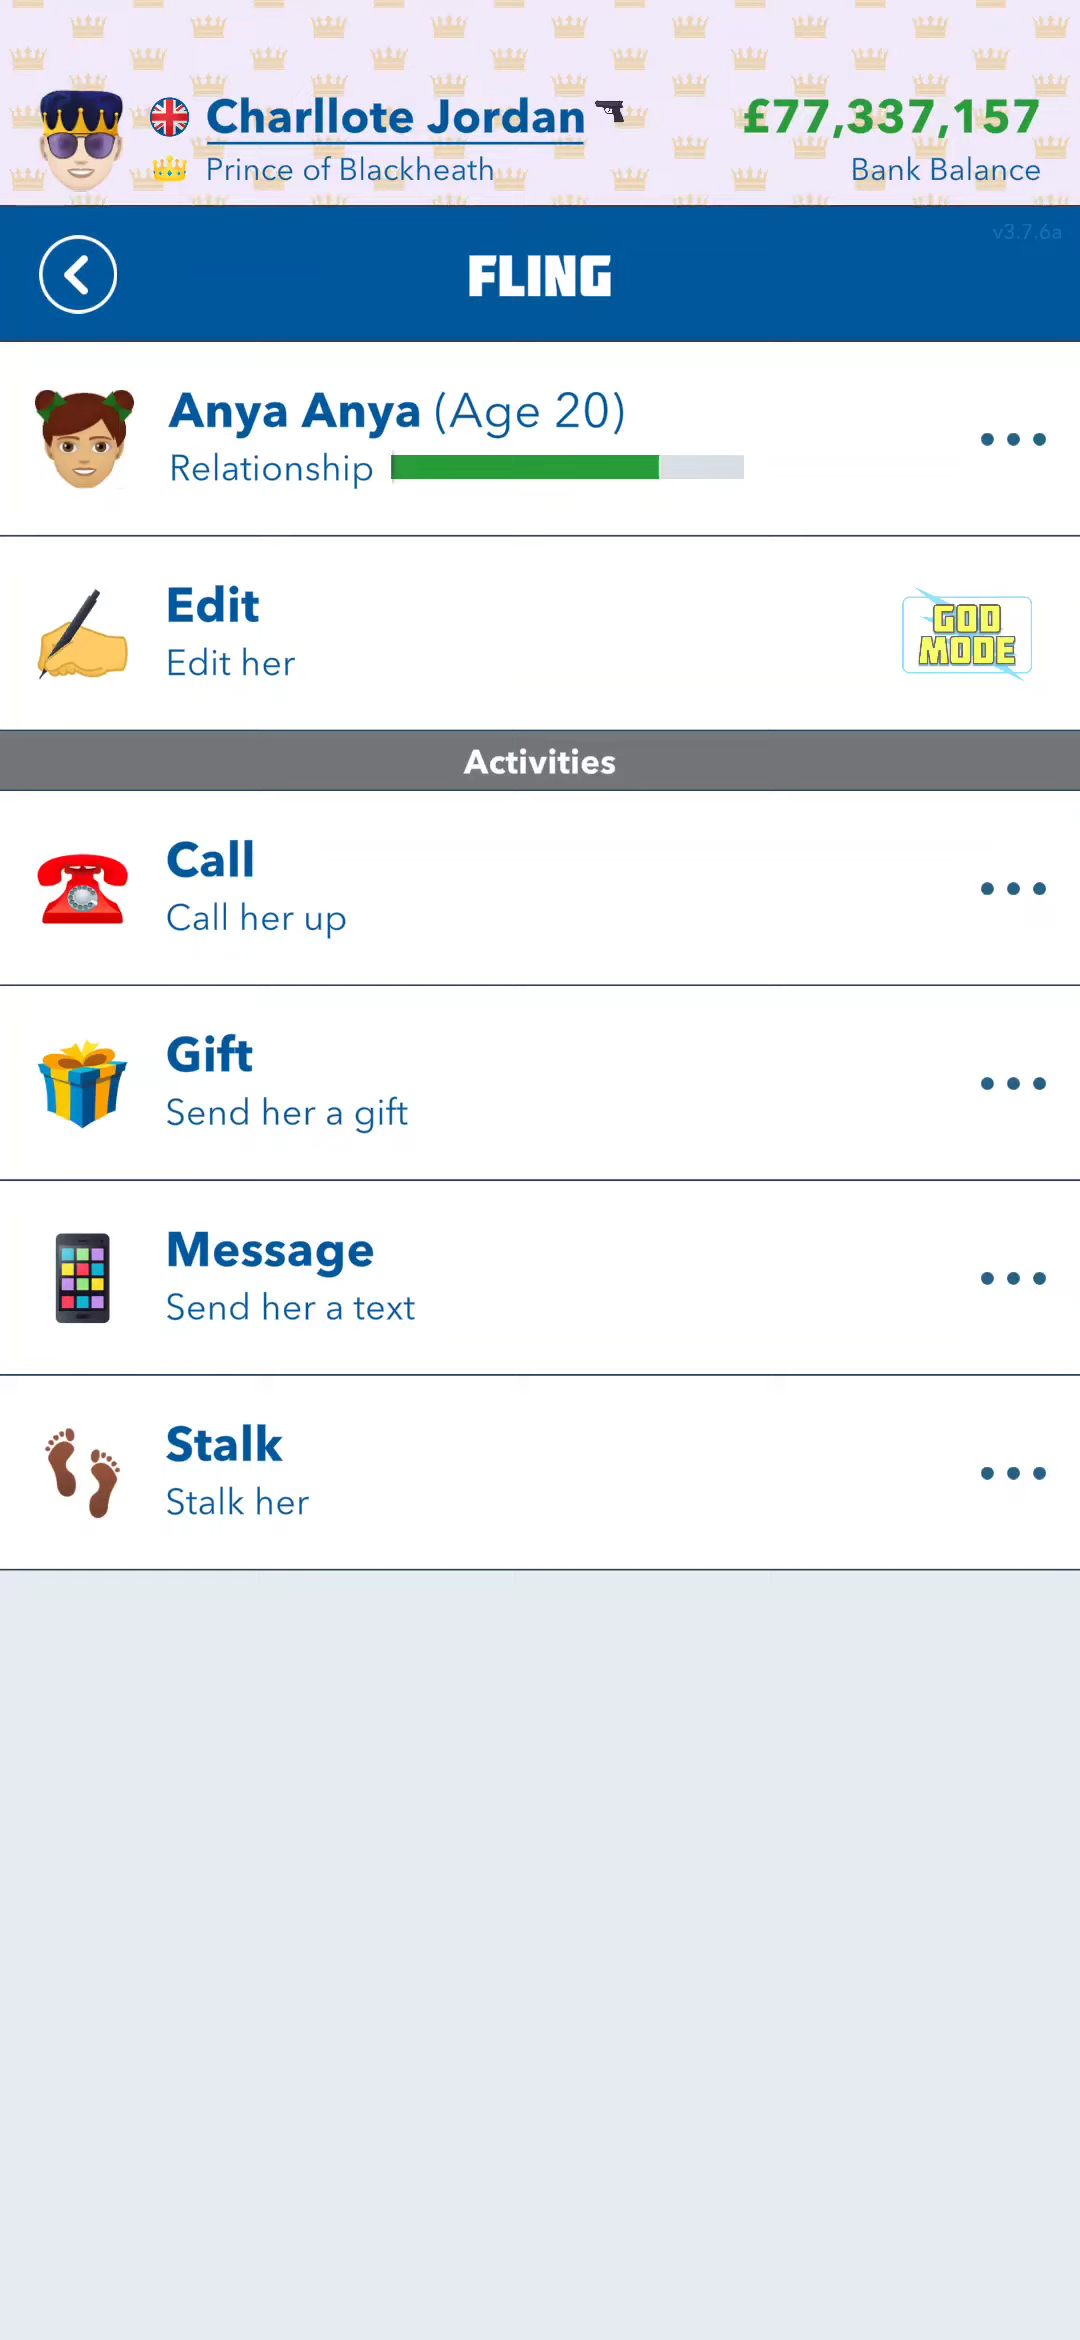 Charllote Jordan
£77,337,157
Prince of Blackheath
Bank Balance
v3.7.6a
FLING
Anya Anya (Age 20)
Relationship
Edit
Edit her
GOD
MODE
Activities
Call
Call her up
Gift
Send her a gift
Message
Send her a text
Stalk
Stalk her